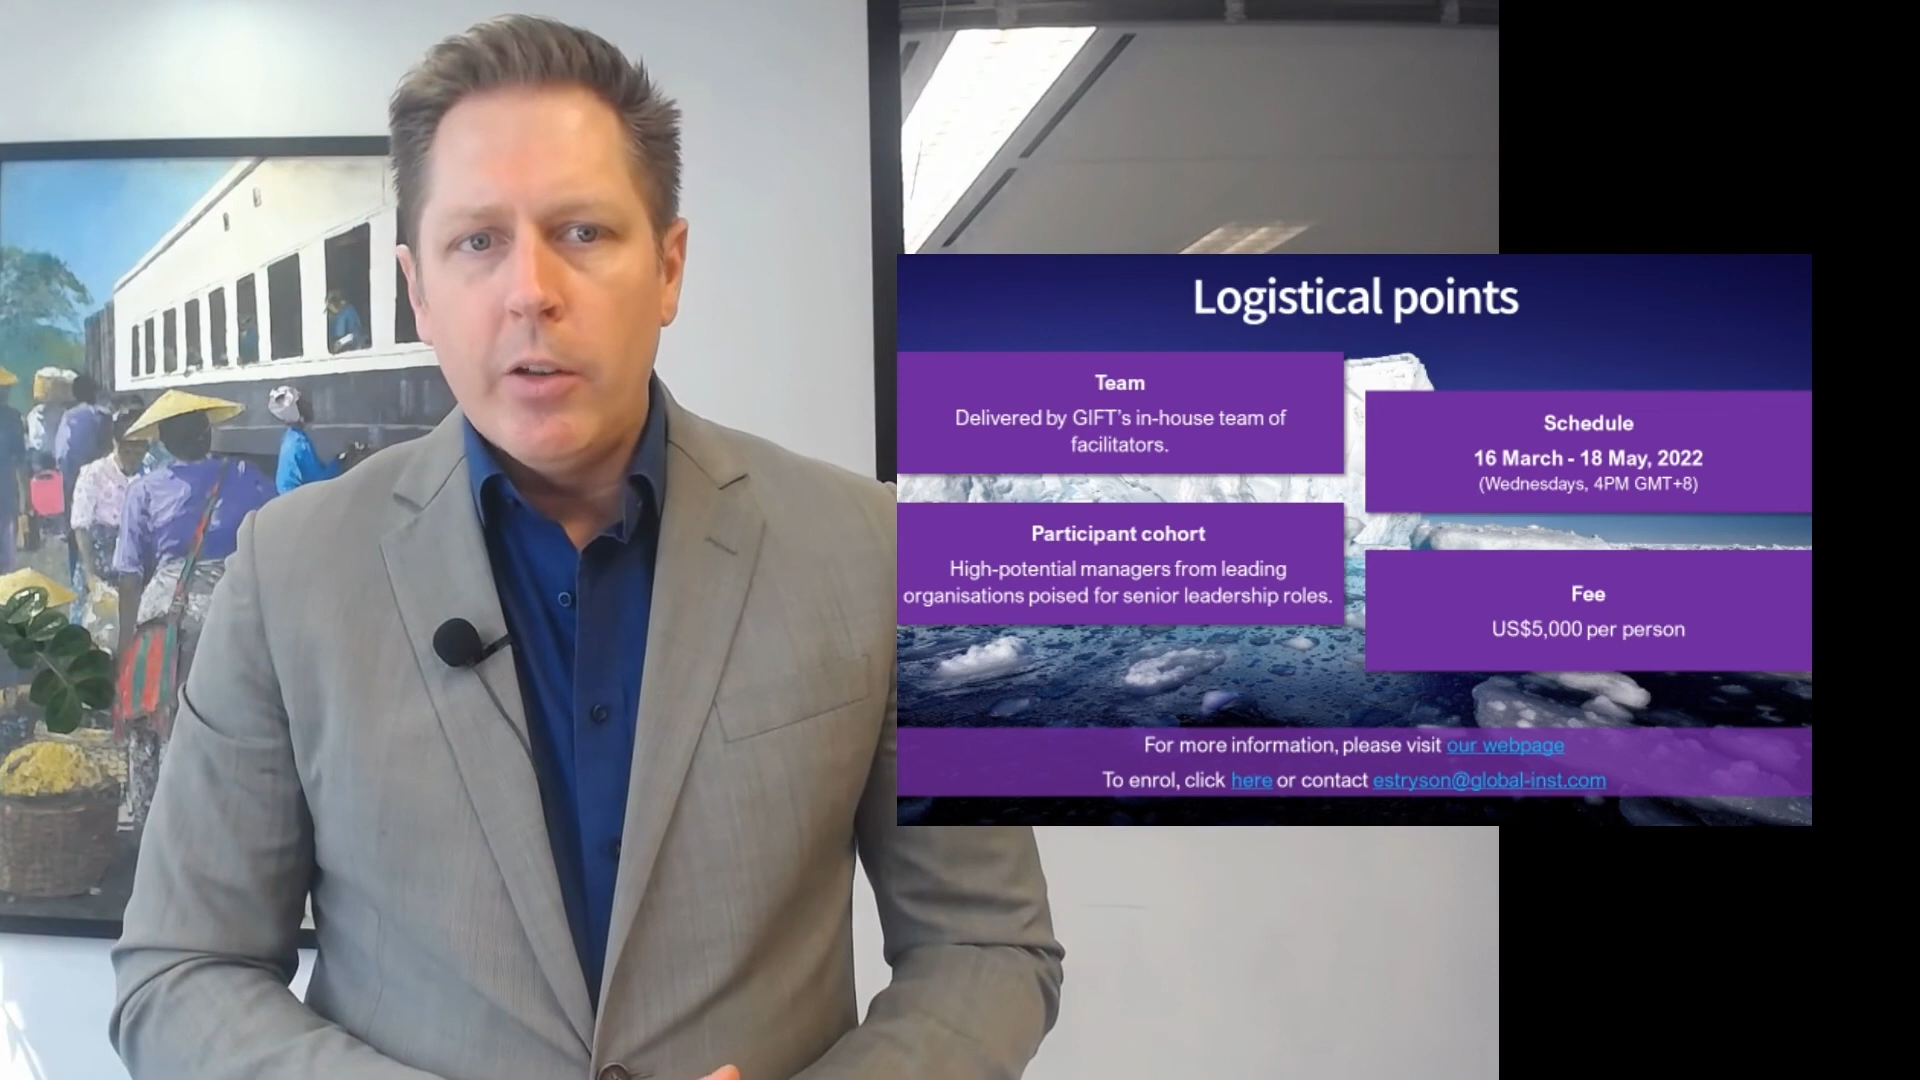 Logistical points
Team
Delivered by GIFT's in-house team of
facilitators.
Participant cohort
High-potential managers from leading
organisations poised for senior leadership roles.
Schedule
16 March - 18 May, 2022
(Wednesdays, 4PM GMT+8)
Fee
US$5,000 per person
For more information, please visit our webpage
To enrol, click here or contact estryson@global-inst.com